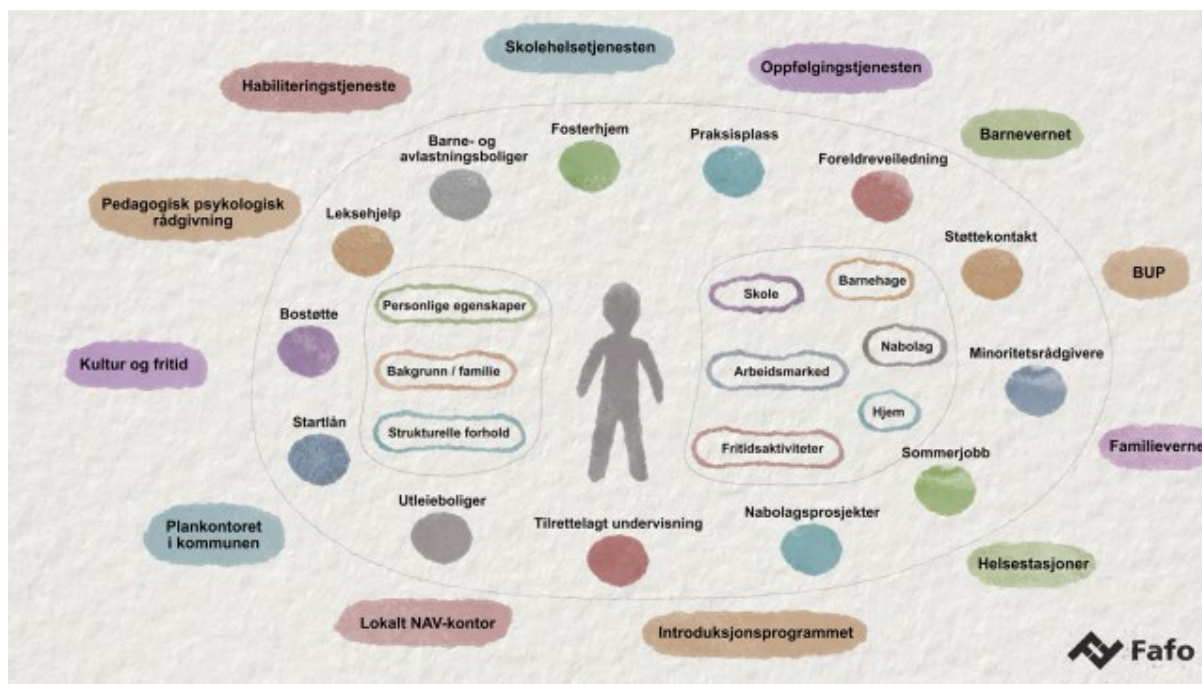 Skolehelsetjenesten
Oppfølgingstjenesten
Habiliteringstjeneste
Barnevernet
Fosterhjem
Praksisplass
Barne- og
avlastningsboliger
Foreldreveiledning
Pedagogisk psykologisk
rådgivning
Leksehjelp
Støttekontakt
BUP
Personlige egenskaper
Skole
Barnehage
Bostøtte
Nabolag
Minoritetsrådgivere
Kultur og fritid
Bakgrunn / familie
Arbeidsmarked
Hjem
Startlån
Strukturelle forhold
Fritidsaktiviteter
Sommerjobb
Familieverne
Utleieboliger
Tilrettelagt undervisning
Nabolagsprosjekter
Plankontoret
i kommunen
Helsestasjoner
Lokalt NAV-kontor
Introduksjonsprogrammet
Fafo